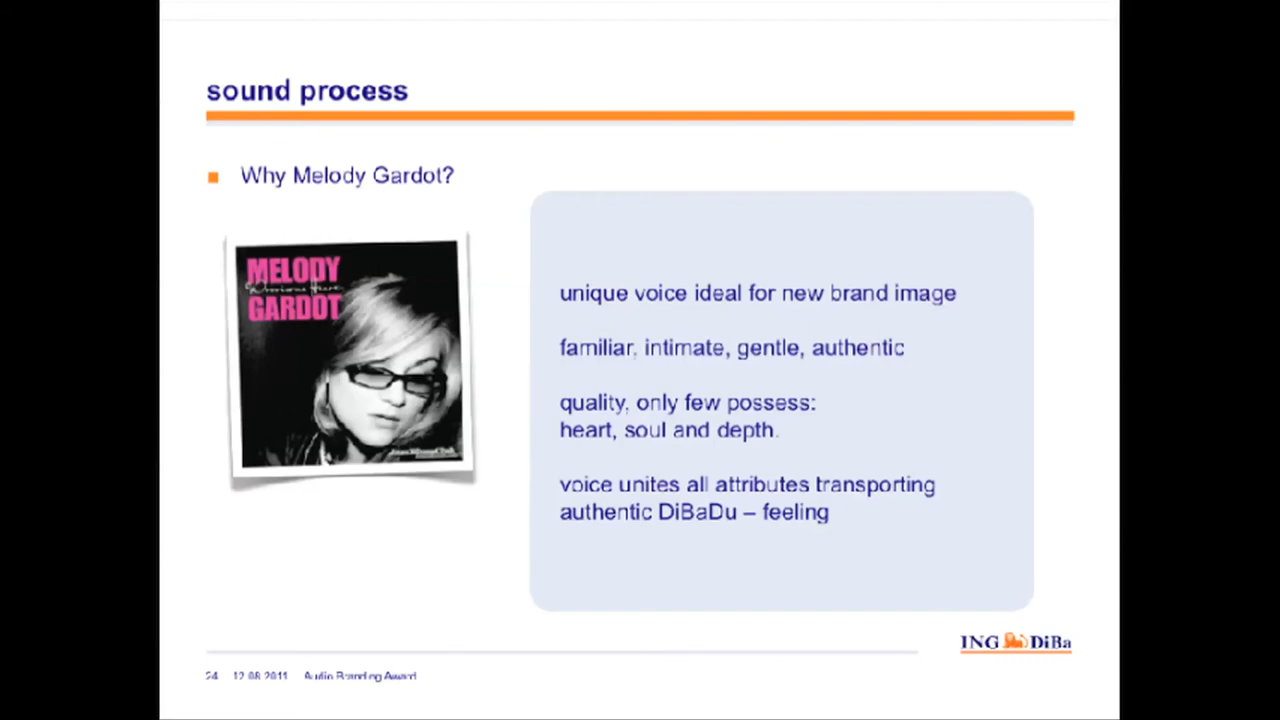 sound process
Why Melody Gardot?
MELODY
GARDOT
unique voice ideal for new brand image
familiar, intimate, gentle, authentic
quality, only few possess:
heart, soul and depth.
voice unites all attributes transporting
authentic DiBaDu – feeling
ING DiBa
24 12.08.2011 Audio Branding Award